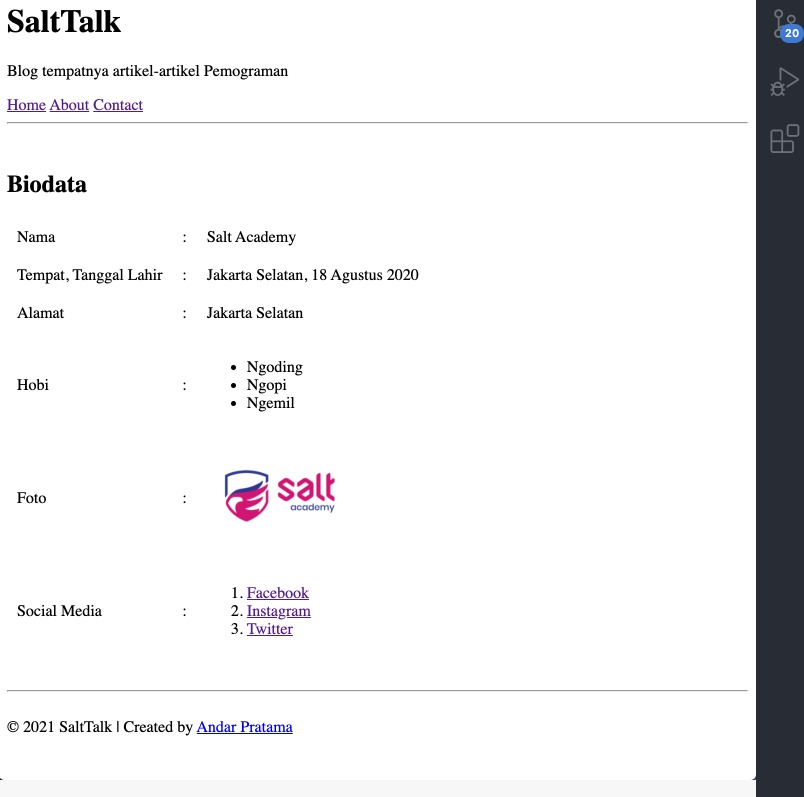 SaltTalk
20
Blog tempatnya artikel-artikel Pemograman
Home About Contact
Biodata
Nama : Salt Academy
Tempat, Tanggal Lahir : Jakarta Selatan, 18 Agustus 2020
Alamat : Jakarta Selatan
Hobi :
• Ngoding
• Ngopi
• Ngemil
Foto :
salt
academy
Social Media :
1. Facebook
2. Instagram
3. Twitter
© 2021 SaltTalk | Created by Andar Pratama